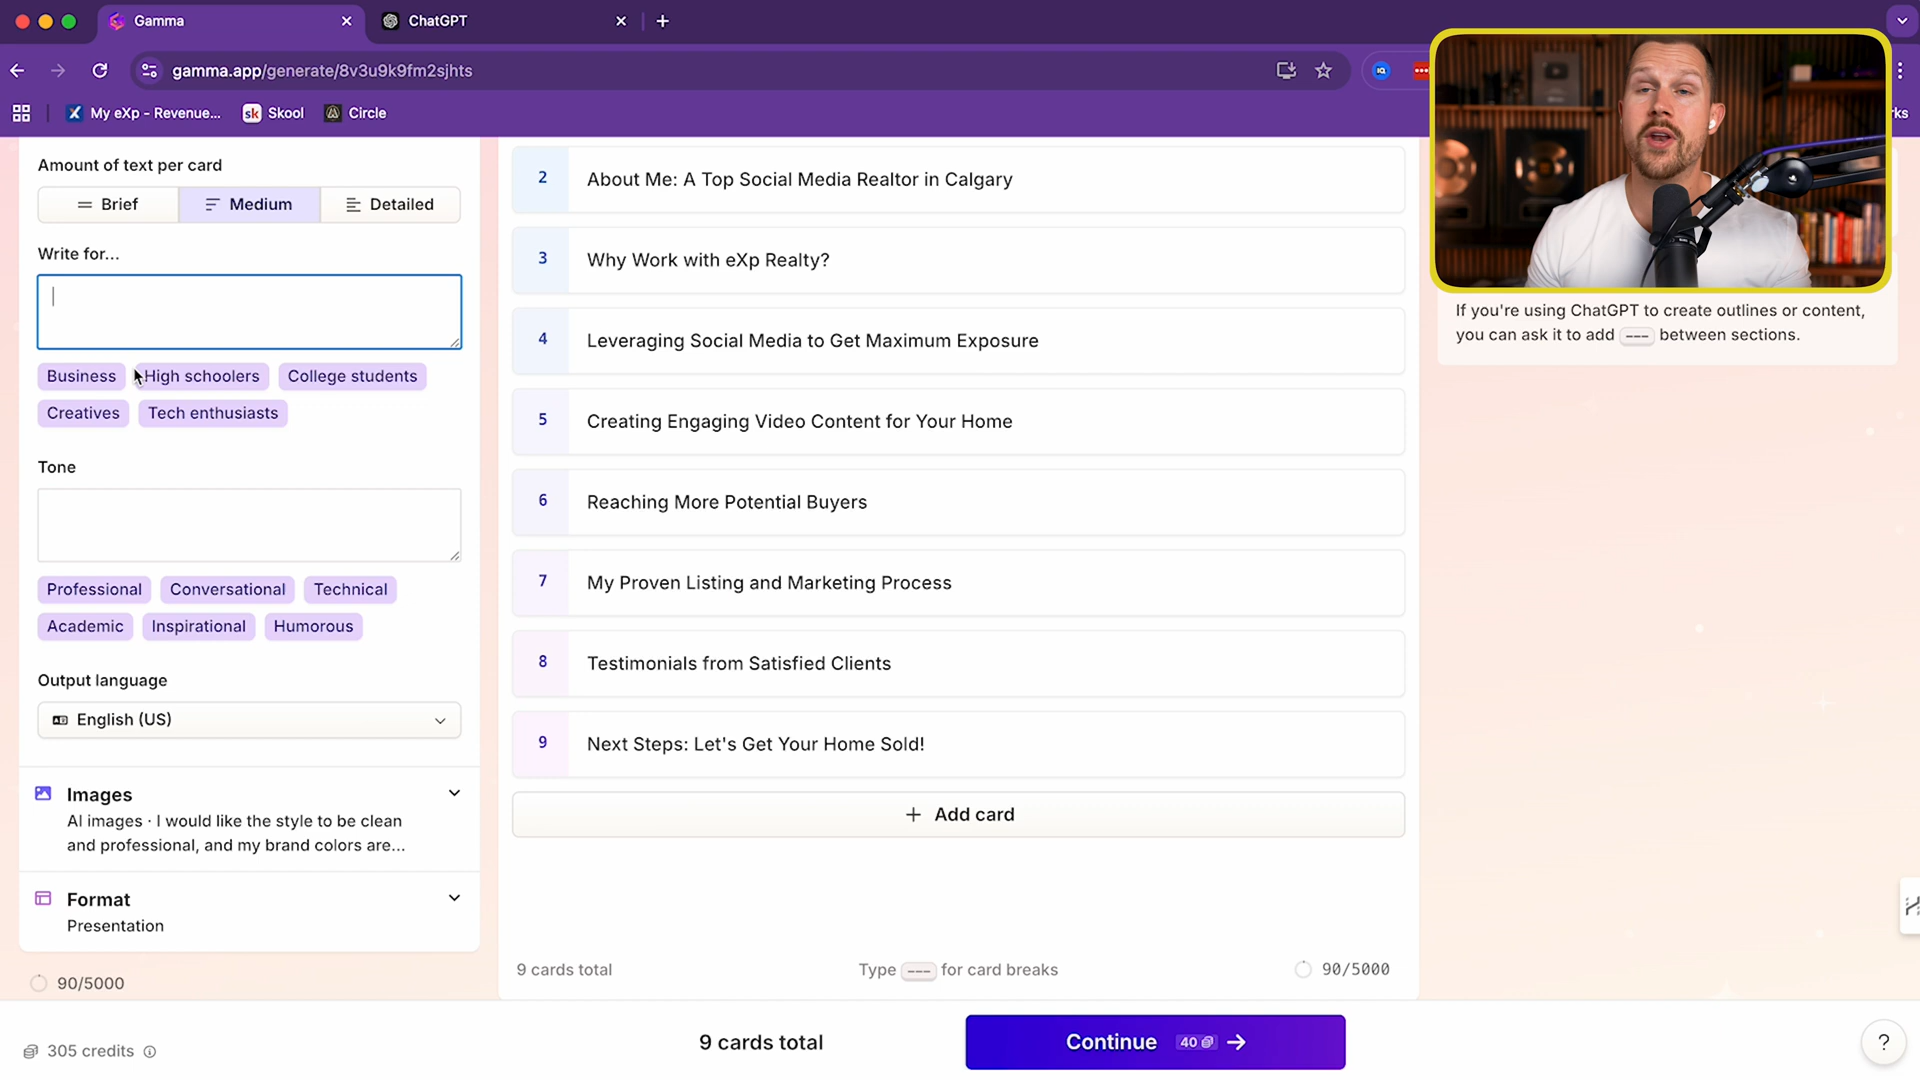 Gamma
ChatGPT
gamma.app/generate/8v3u9k9fm2sjhts
My eXp - Revenue...
sk Skool
Circle
Amount of text per card
Brief
Medium
Detailed
Write for...
Business
High schoolers
College students
Creatives
Tech enthusiasts
Tone
Professional
Conversational
Technical
Academic
Inspirational
Humorous
Output language
English (US)
Images
AI images · I would like the style to be clean
and professional, and my brand colors are...
Format
Presentation
90/5000
305 credits
2 About Me: A Top Social Media Realtor in Calgary
3 Why Work with eXp Realty?
4 Leveraging Social Media to Get Maximum Exposure
5 Creating Engaging Video Content for Your Home
6 Reaching More Potential Buyers
7 My Proven Listing and Marketing Process
8 Testimonials from Satisfied Clients
9 Next Steps: Let's Get Your Home Sold!
+ Add card
9 cards total
Type --- for card breaks
90/5000
9 cards total
Continue 40 →
If you're using ChatGPT to create outlines or content,
you can ask it to add --- between sections.
?